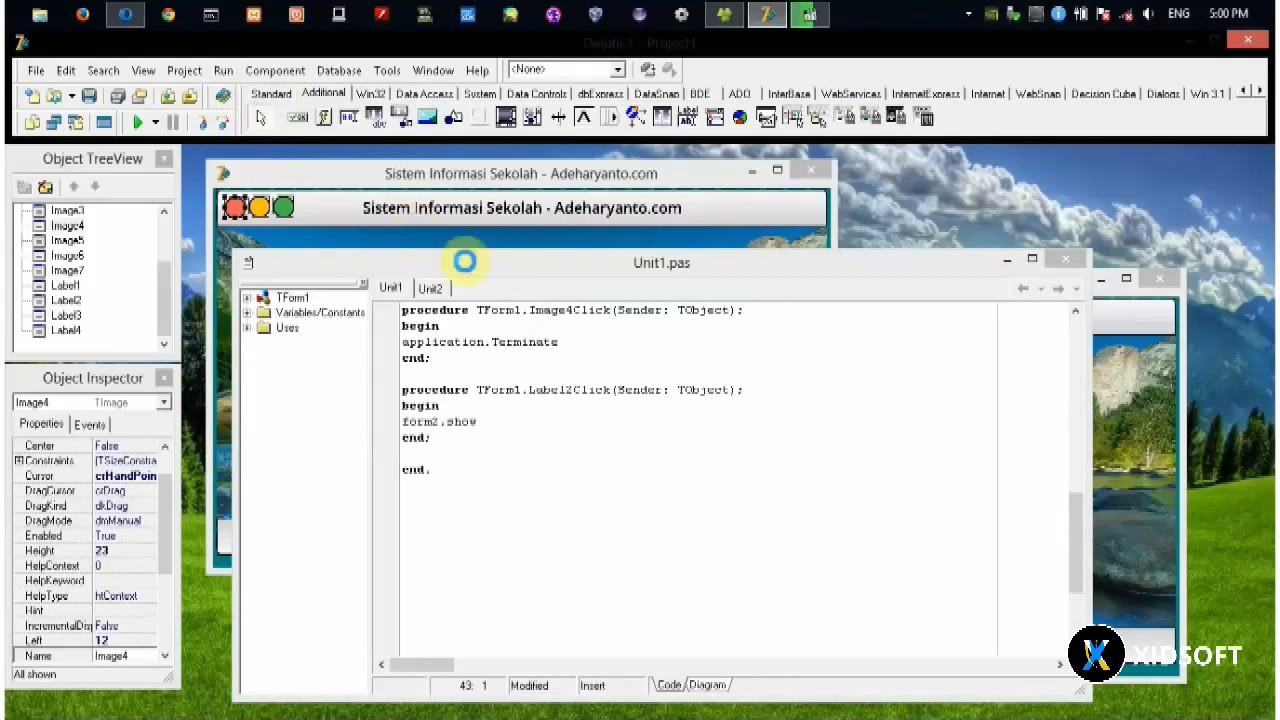 ENG 5:00 PM
Delphi 7 - Project1
File Edit Search View Project Run Component Database Tools Window Help <None>
Standard Additional Win32 Data Access System Data Controls dbExpress DataSnap BDE ADO InterBase WebServices InternetExpress Internet WebSnap Decision Cube Dialogs Win 3.1
Object TreeView
Image3
Image4
Image5
Image6
Image7
Label1
Label2
Label3
Label4
Sistem Informasi Sekolah - Adeharyanto.com
Sistem Informasi Sekolah - Adeharyanto.com
Unit1.pas
Unit1 Unit2
TForm1
Variables/Constants
Uses
procedure TForm1.Image4Click(Sender: TObject);
begin
application.Terminate
end;
procedure TForm1.Label2Click(Sender: TObject);
begin
form2.show
end;
end.
43: 1 Modified Insert Code Diagram
Object Inspector
Image4 TImage
Properties Events
Center False
Constraints (TSizeConstra
Cursor crHandPoin
DragCursor crDrag
DragKind dkDrag
DragMode dmManual
Enabled True
Height 23
HelpContext 0
HelpKeyword
HelpType htContext
Hint
IncrementalDisp False
Left 12
Name Image4
All shown
XIDSOFT